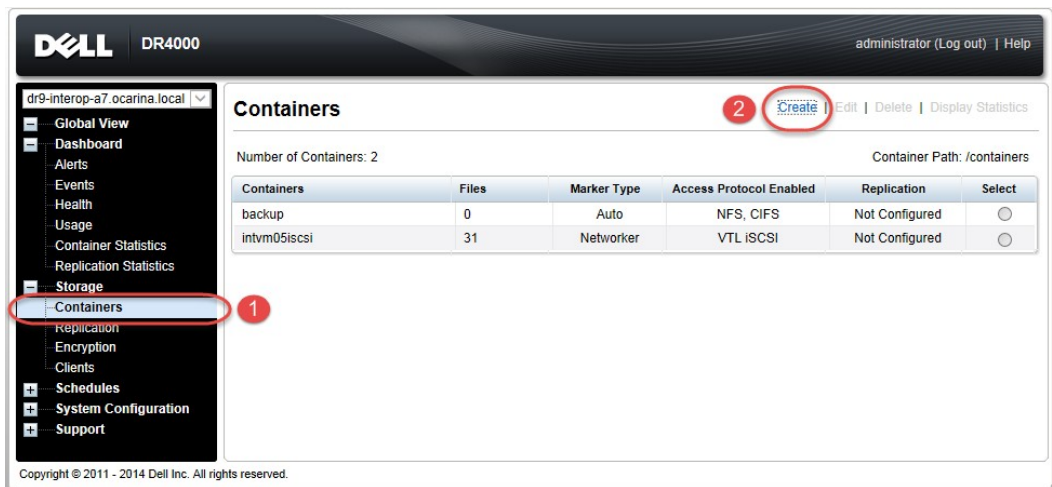 DELL DR4000
administrator (Log out) | Help
dr9-interop-a7.ocarina.local
Global View
Dashboard
Alerts
Events
Health
Usage
Container Statistics
Replication Statistics
Storage
Containers
Replication
Encryption
Clients
Schedules
System Configuration
Support
1
Containers
2
Create | Edit | Delete | Display Statistics
Number of Containers: 2
Container Path: /containers
Containers Files Marker Type Access Protocol Enabled Replication Select
backup 0 Auto NFS, CIFS Not Configured
intvm05iscsi 31 Networker VTL iSCSI Not Configured
Copyright © 2011 - 2014 Dell Inc. All rights reserved.